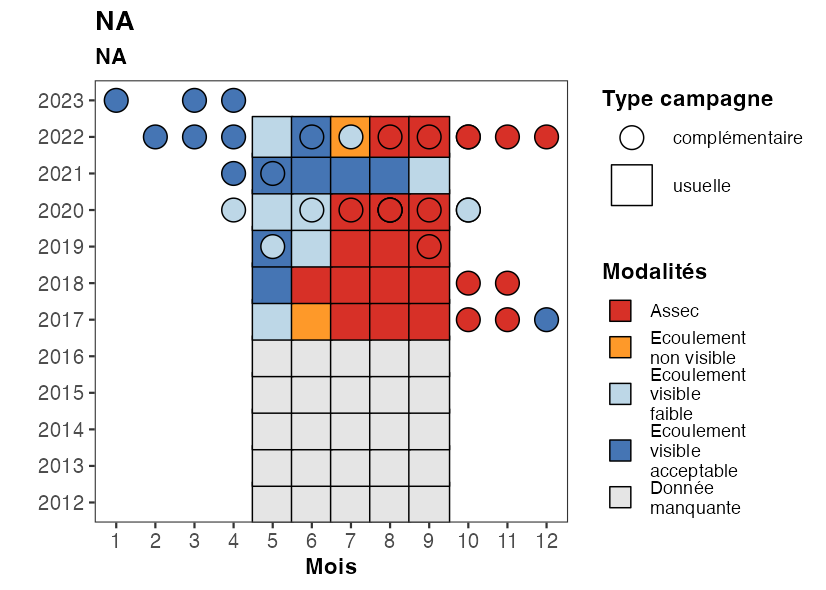 NA
NA
2023
2022
2021
2020
2019
2018
2017
2016
2015
2014
2013
2012
1 2 3 4 5 6 7 8 9 10 11 12
Mois
Type campagne
complémentaire
usuelle
Modalités
Assec
Ecoulement
non visible
Ecoulement
visible
faible
Ecoulement
visible
acceptable
Donnée
manquante